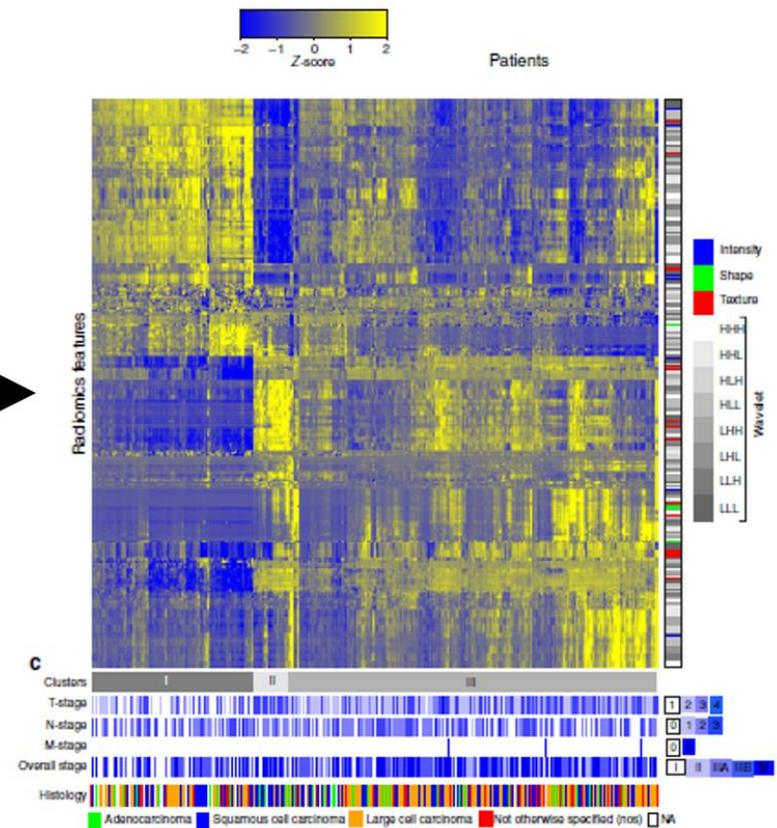 −2 −1 0 1 2
Z-score
Patients
Radiomics features
Intensity
Shape
Texture
HHH
HHL
HLH
HLL
LHH
LHL
LLH
LLL
Wavelet
c
Clusters I II III
T-stage 1 2 3 4
N-stage 0 1 2 3
M-stage 0
Overall stage I II IIIA IIIB
Histology
Adenocarcinoma Squamous cell carcinoma Large cell carcinoma Not otherwise specified (nos) NA